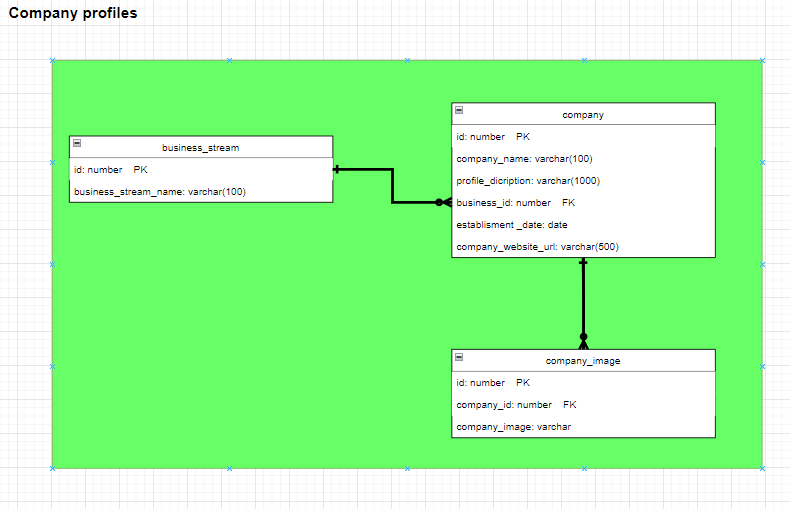 Company profiles
business_stream
id: number PK
business_stream_name: varchar(100)
company
id: number PK
company_name: varchar(100)
profile_dicription: varchar(1000)
business_id: number FK
establisment _date: date
company_website_url: varchar(500)
company_image
id: number PK
company_id: number FK
company_image: varchar